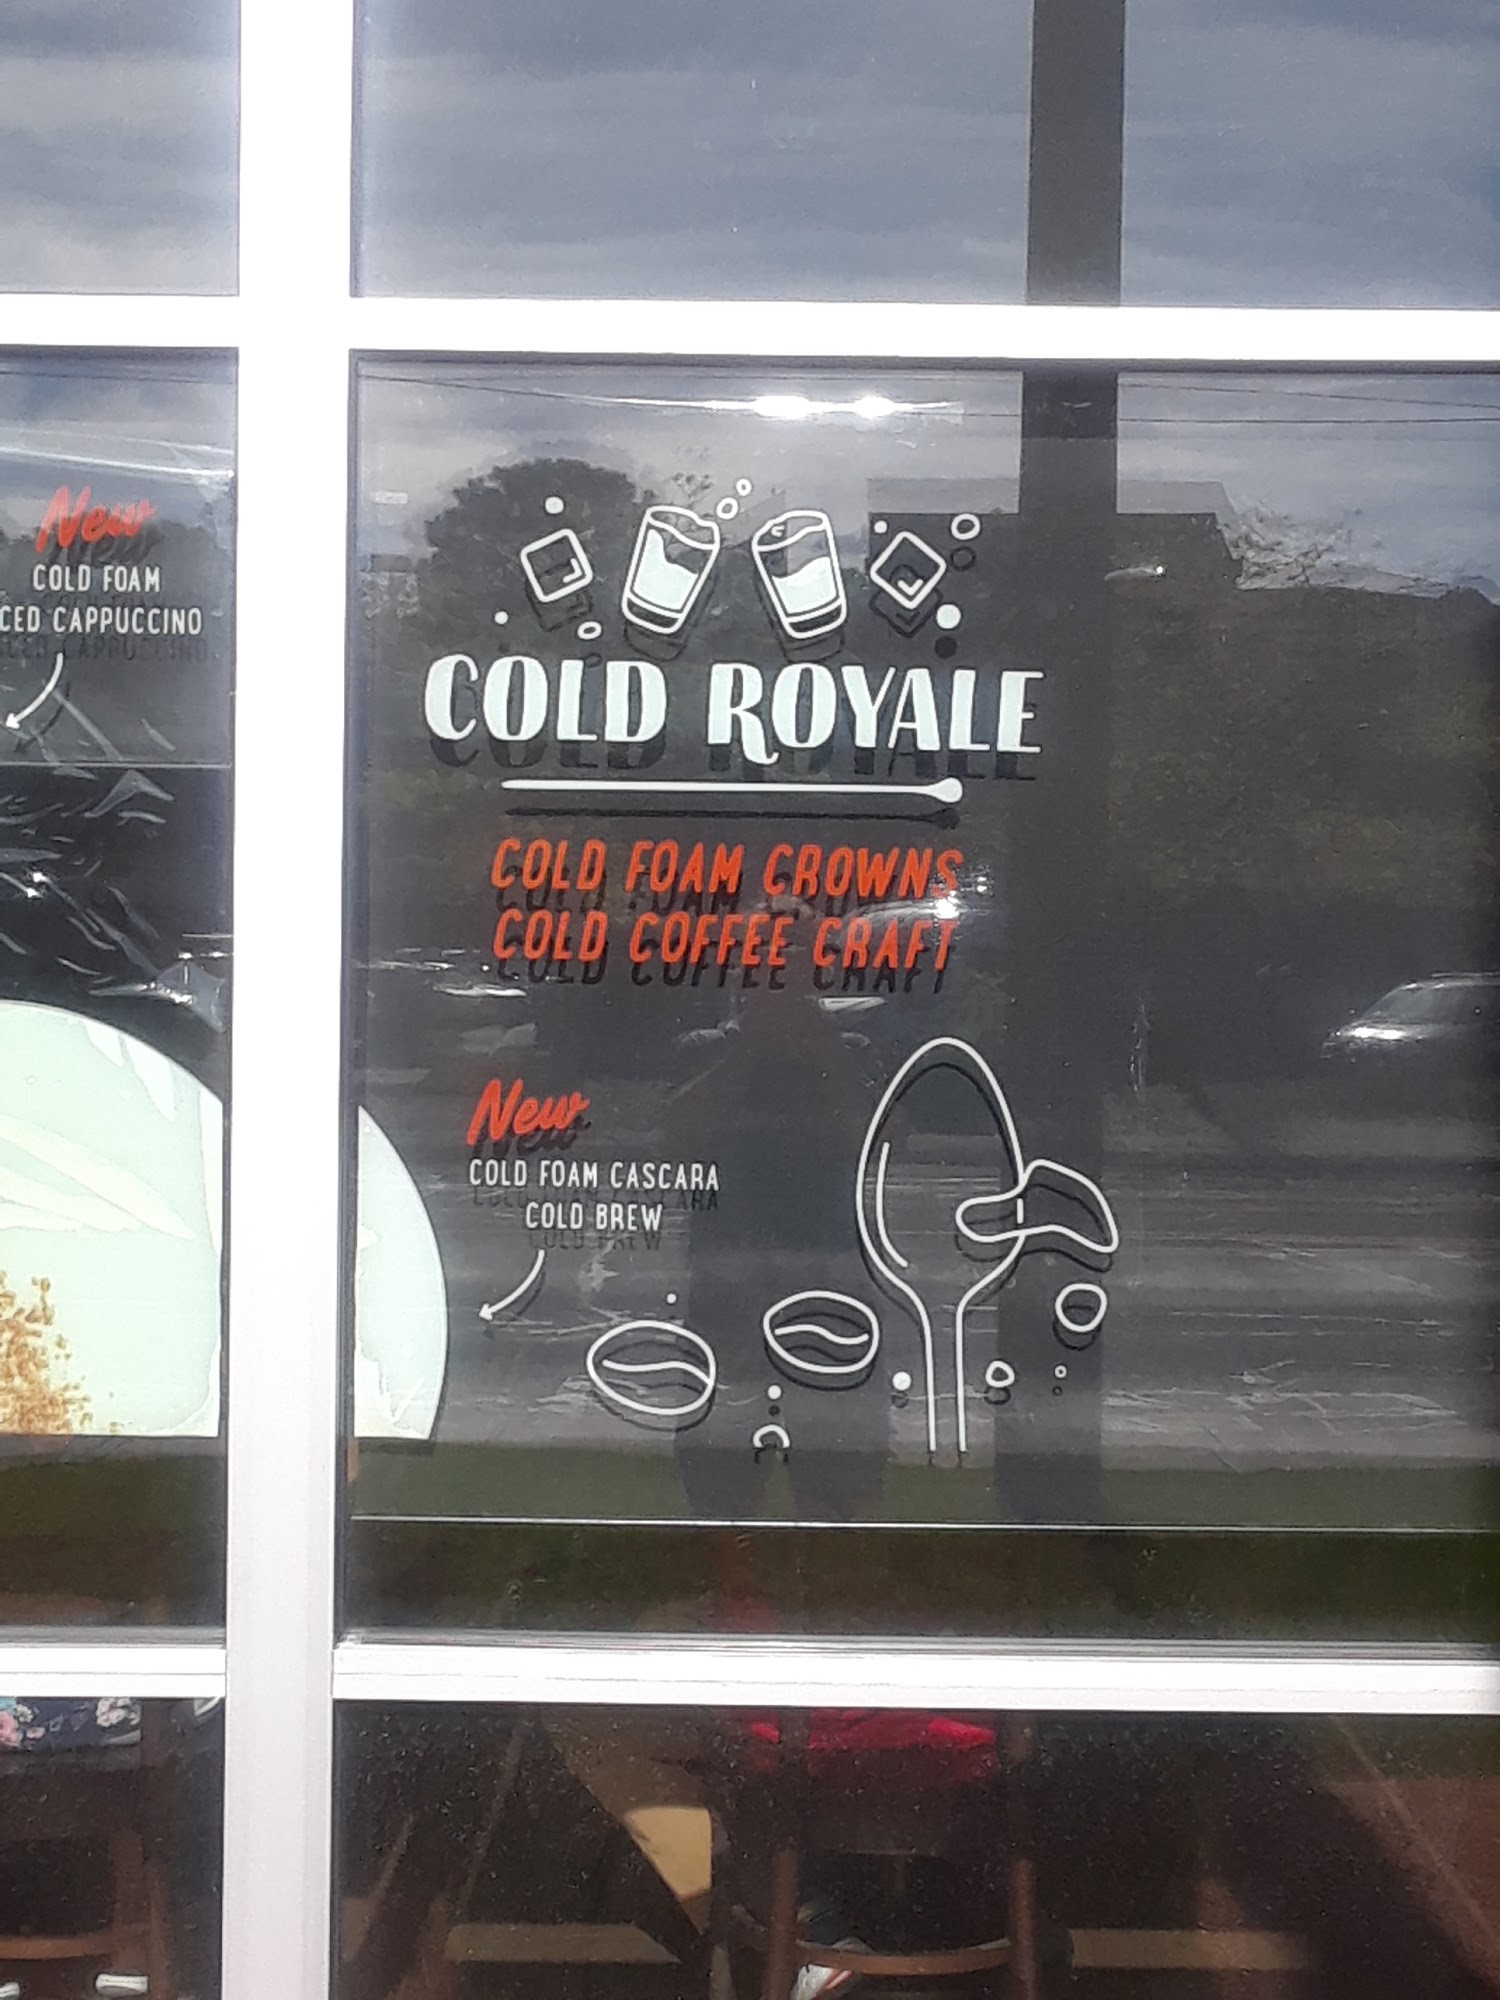 New
COLD FOAM
CED CAPPUCCINO
COLD ROYALE
COLD FOAM CROWNS
COLD COFFEE CRAFT
New
COLD FOAM CASCARA
COLD BREW